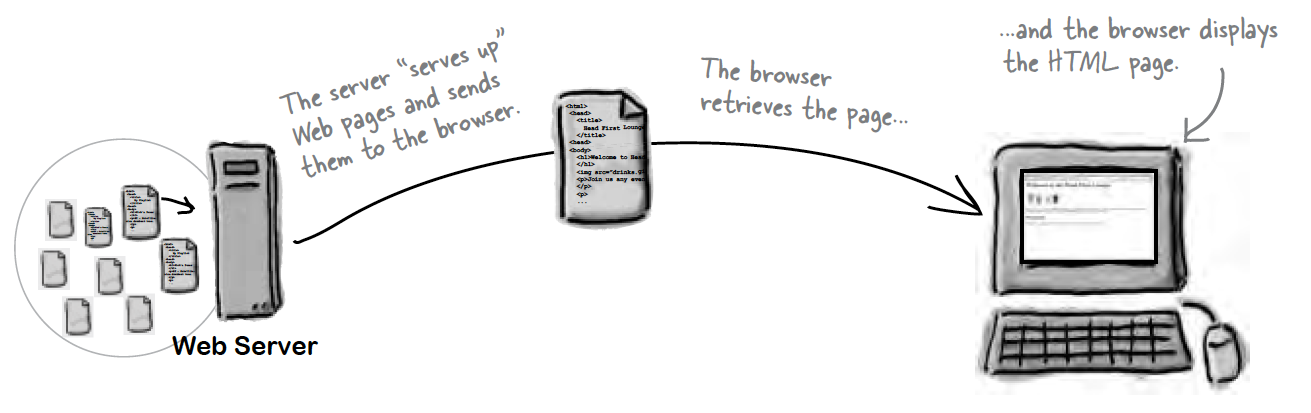 The server “serves up”
Web pages and sends
them to the browser.
The browser
retrieves the page...
...and the browser displays
the HTML page.
<html>
<head>
<title>
Head First Lounge
</title>
<head>
<body>
<h1>Welcome to Head
</h1>
<img src="drinks.g
<p>Join us any eve
</p>
<p>
...
Web Server